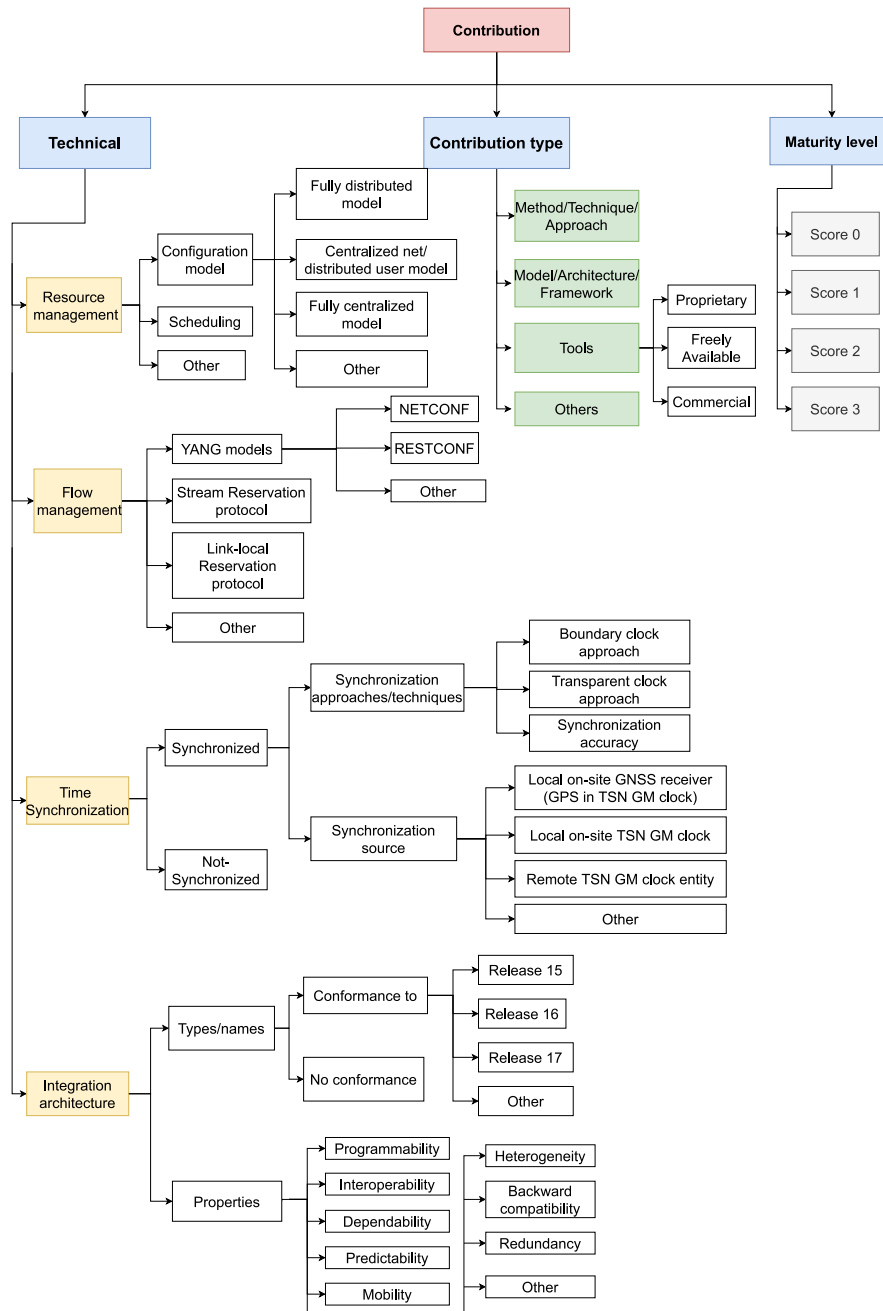 Contribution
Technical
Contribution type
Maturity level
Resource
management
Configuration
model
Fully distributed
model
Centralized net/
distributed user model
Fully centralized
model
Other
Scheduling
Other
Method/Technique/
Approach
Model/Architecture/
Framework
Tools
Others
Proprietary
Freely
Available
Commercial
Score 0
Score 1
Score 2
Score 3
Flow
management
YANG models
NETCONF
RESTCONF
Other
Stream Reservation
protocol
Link-local
Reservation
protocol
Other
Time
Synchronization
Synchronized
Synchronization
approaches/techniques
Boundary clock
approach
Transparent clock
approach
Synchronization
accuracy
Synchronization
source
Local on-site GNSS receiver
(GPS in TSN GM clock)
Local on-site TSN GM clock
Remote TSN GM clock entity
Other
Not-
Synchronized
Integration
architecture
Types/names
Conformance to
Release 15
Release 16
Release 17
Other
No conformance
Properties
Programmability
Interoperability
Dependability
Predictability
Mobility
Heterogeneity
Backward
compatibility
Redundancy
Other